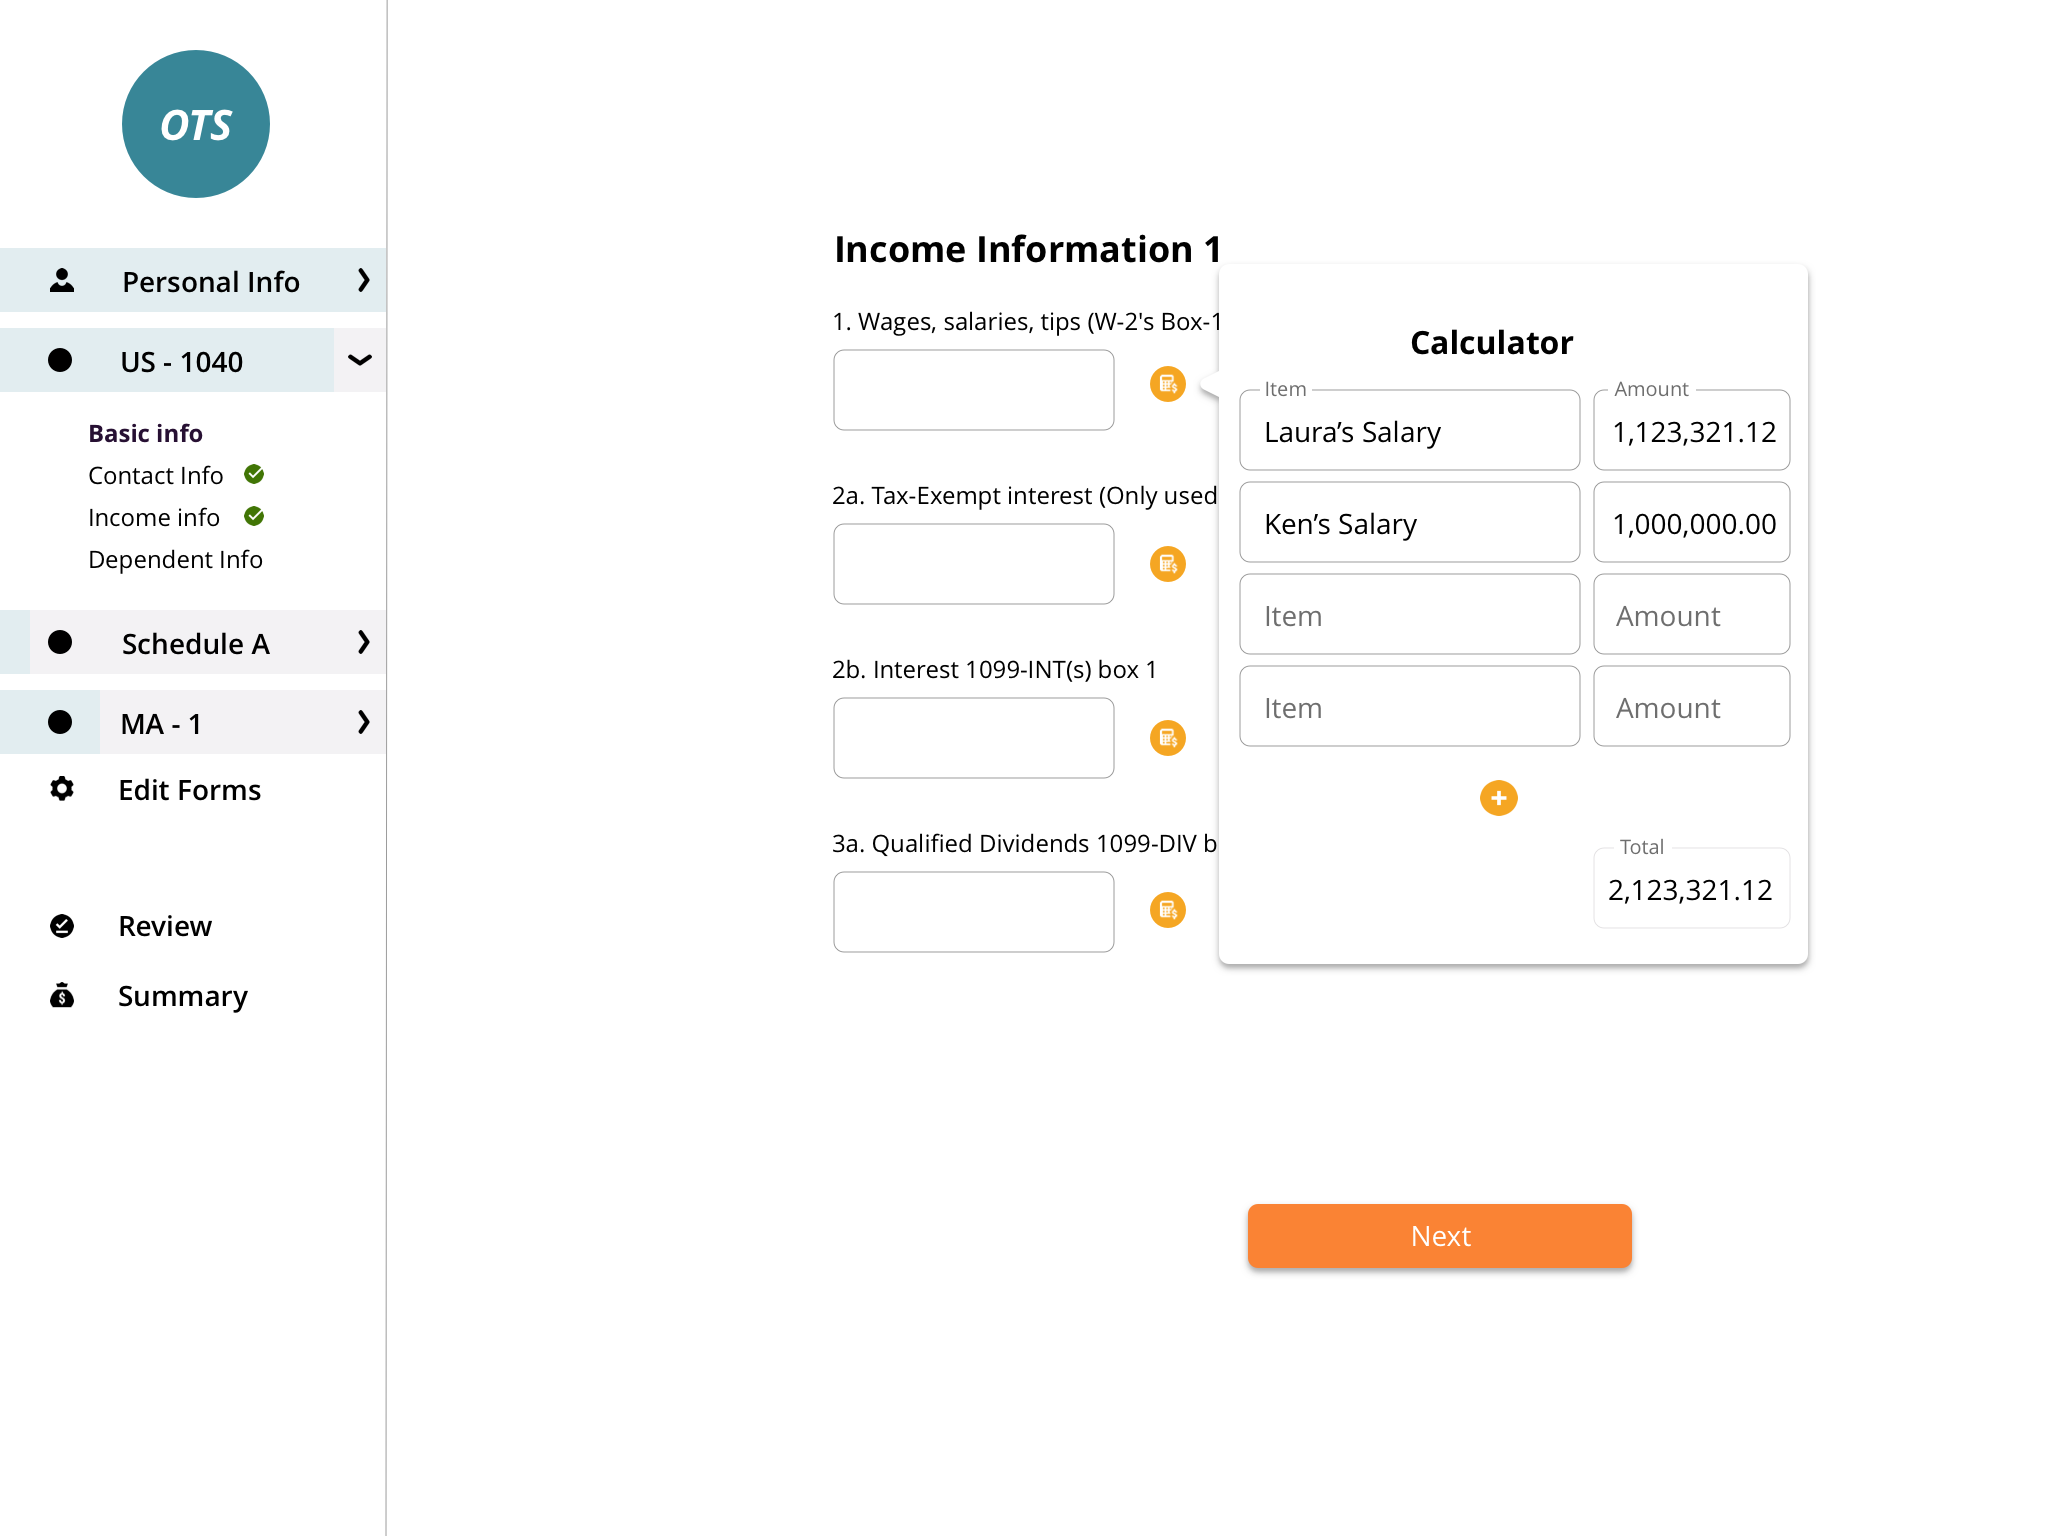 OTS
Personal Info
US - 1040
Basic info
Contact Info
Income info
Dependent Info
Schedule A
MA - 1
Edit Forms
Review
Summary
Income Information 1
1. Wages, salaries, tips (W-2's Box-1
2a. Tax-Exempt interest (Only used
2b. Interest 1099-INT(s) box 1
3a. Qualified Dividends 1099-DIV b
Calculator
Item Amount
Laura’s Salary 1,123,321.12
Ken’s Salary 1,000,000.00
Item Amount
Item Amount
Total
2,123,321.12
Next